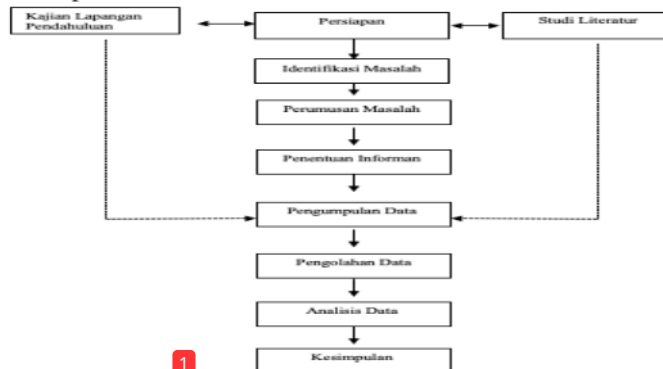 Kajian Lapangan
Pendahuluan
Persiapan
Studi Literatur
Identifikasi Masalah
Perumusan Masalah
Penentuan Informan
Pengumpulan Data
Pengolahan Data
Analisis Data
Kesimpulan
1